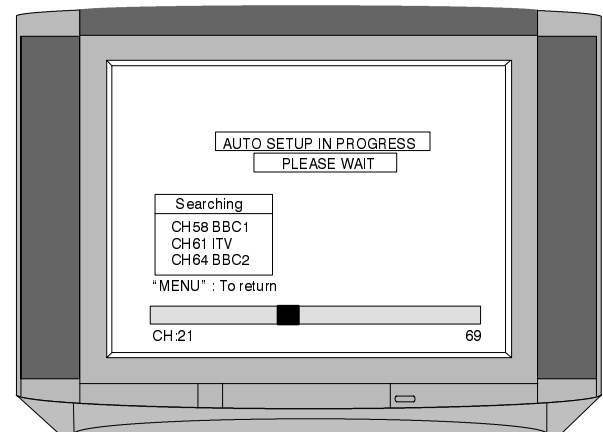 AUTO SETUP IN PROGRESS
PLEASE WAIT
Searching
CH58 BBC1
CH61 ITV
CH64 BBC2
“MENU” : To return
CH:21 69